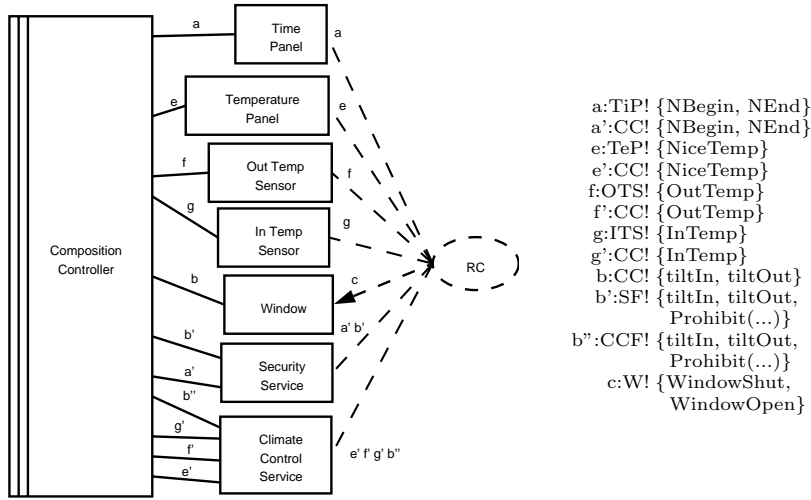 a
Time
Panel
a
e
Temperature
Panel
e
f
Out Temp
Sensor
f
g
In Temp
Sensor
g
Composition
Controller
RC
b
Window
c
a' b'
b'
a'
Security
Service
b''
g'
f'
e'
Climate
Control
Service
e' f' g' b''
a:TiP! {NBegin, NEnd}
a':CC! {NBegin, NEnd}
e:TeP! {NiceTemp}
e':CC! {NiceTemp}
f:OTS! {OutTemp}
f':CC! {OutTemp}
g:ITS! {InTemp}
g':CC! {InTemp}
b:CC! {tiltIn, tiltOut}
b':SF! {tiltIn, tiltOut,
Prohibit(...)}
b":CCF! {tiltIn, tiltOut,
Prohibit(...)}
c:W! {WindowShut,
WindowOpen}